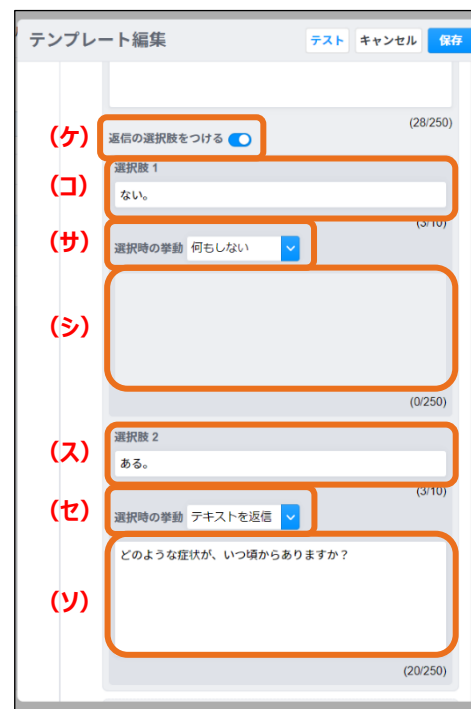 テンプレート編集 テスト キャンセル 保存
(28/250)
(ケ) 返信の選択肢をつける
(コ) 選択肢 1
ない。
(3/10)
(サ) 選択時の挙動 何もしない
(シ)
(0/250)
(ス) 選択肢 2
ある。
(3/10)
(セ) 選択時の挙動 テキストを返信
(ソ) どのような症状が、いつ頃からありますか？
(20/250)